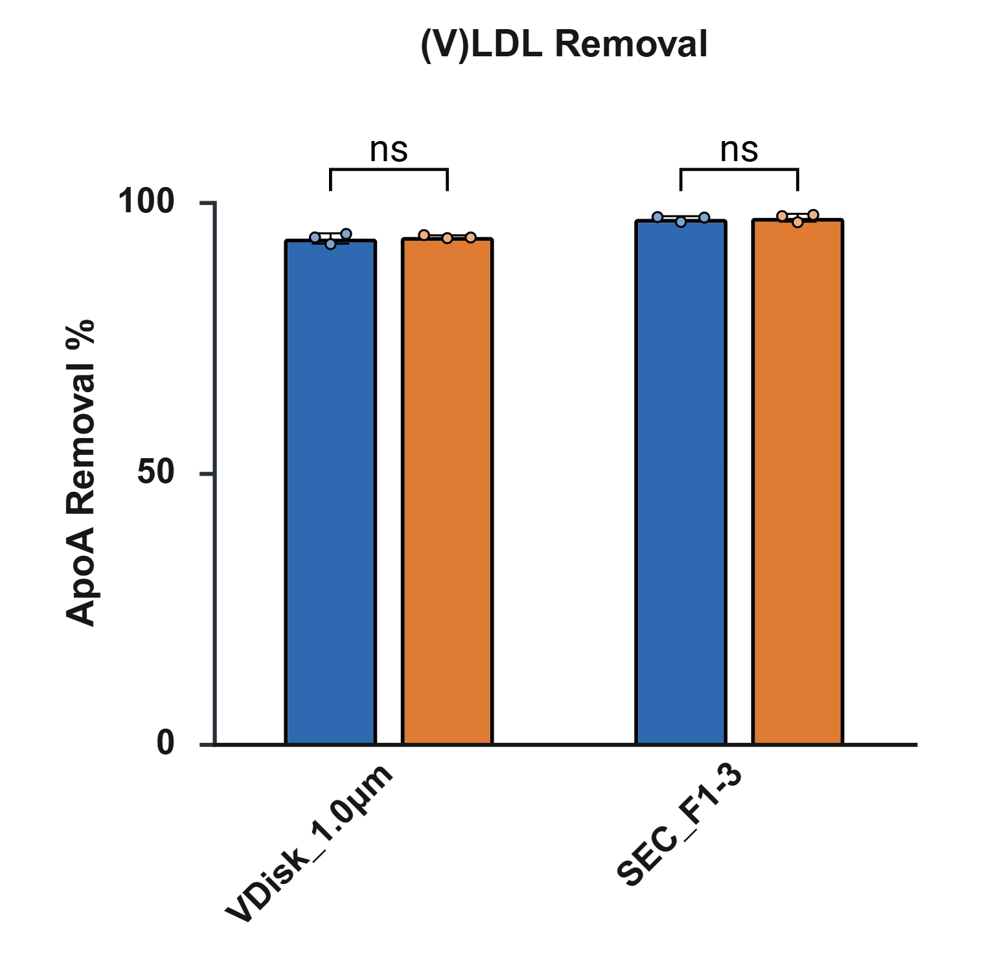 (V)LDL Removal
ns
ns
100
50
0
ApoA Removal %
VDisk_1.0µm
SEC_F1-3